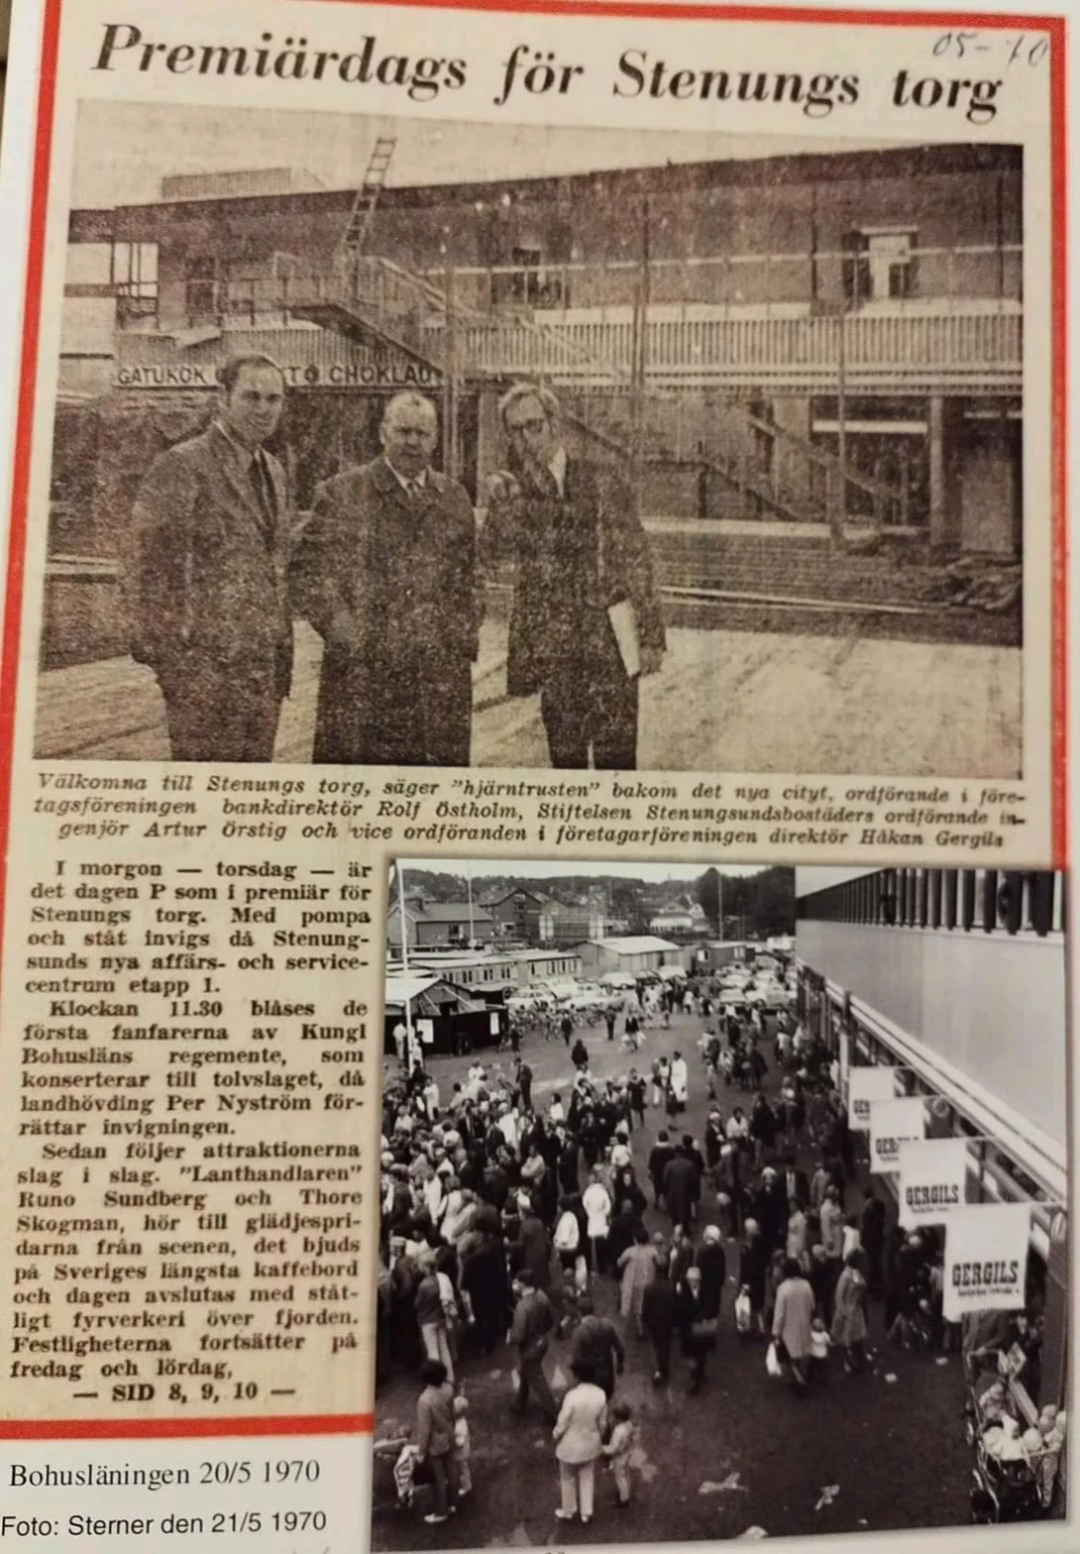 05-70
Premiärdags för Stenungs torg
GATUKÖK
CHOKLAD
Välkomna till Stenungs torg, säger "hjärntrusten" bakom det nya cityt, ordförande i före-
tagsföreningen bankdirektör Rolf Östholm, Stiftelsen Stenungsundsbostäders ordförande in-
genjör Artur Örstig och vice ordföranden i företagarföreningen direktör Håkan Gergils
I morgon — torsdag — är
det dagen P som i premiär för
Stenungs torg. Med pompa
och ståt invigs då Stenung-
sunds nya affärs- och service-
centrum etapp 1.
Klockan 11.30 blåses de
första fanfarerna av Kungl
Bohusläns regemente, som
konserterar till tolvslaget, då
landhövding Per Nyström för-
rättar invigningen.
Sedan följer attraktionerna
slag i slag. "Lanthandlaren"
Runo Sundberg och Thore
Skogman, hör till glädjespri-
darna från scenen, det bjuds
på Sveriges längsta kaffebord
och dagen avslutas med ståt-
ligt fyrverkeri över fjorden.
Festligheterna fortsätter på
fredag och lördag,
— SID 8, 9, 10 —
GERGILS
GERGILS
Bohusläningen 20/5 1970
Foto: Sterner den 21/5 1970